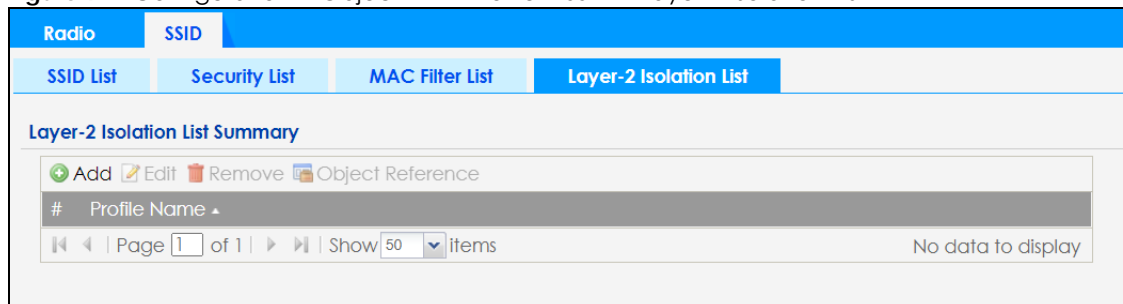 Radio SSID
SSID List Security List MAC Filter List Layer-2 Isolation List
Layer-2 Isolation List Summary
Add Edit Remove Object Reference
# Profile Name
Page 1 of 1 Show 50 items No data to display